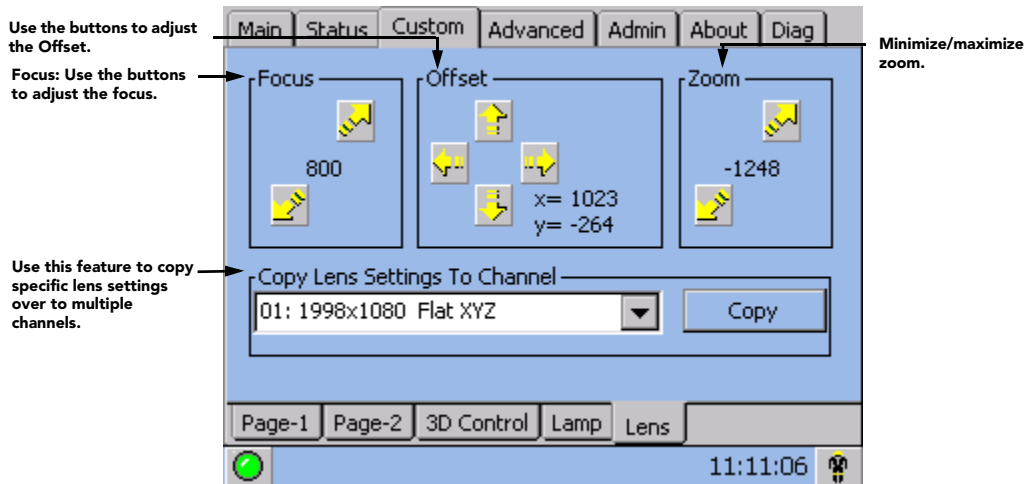 Use the buttons to adjust
the Offset.
Focus: Use the buttons
to adjust the focus.
Use this feature to copy
specific lens settings
over to multiple
channels.
Minimize/maximize
zoom.
Main Status Custom Advanced Admin About Diag
Focus
800
Offset
x= 1023
y= -264
Zoom
-1248
Copy Lens Settings To Channel
01: 1998x1080 Flat XYZ
Copy
Page-1 Page-2 3D Control Lamp Lens
11:11:06